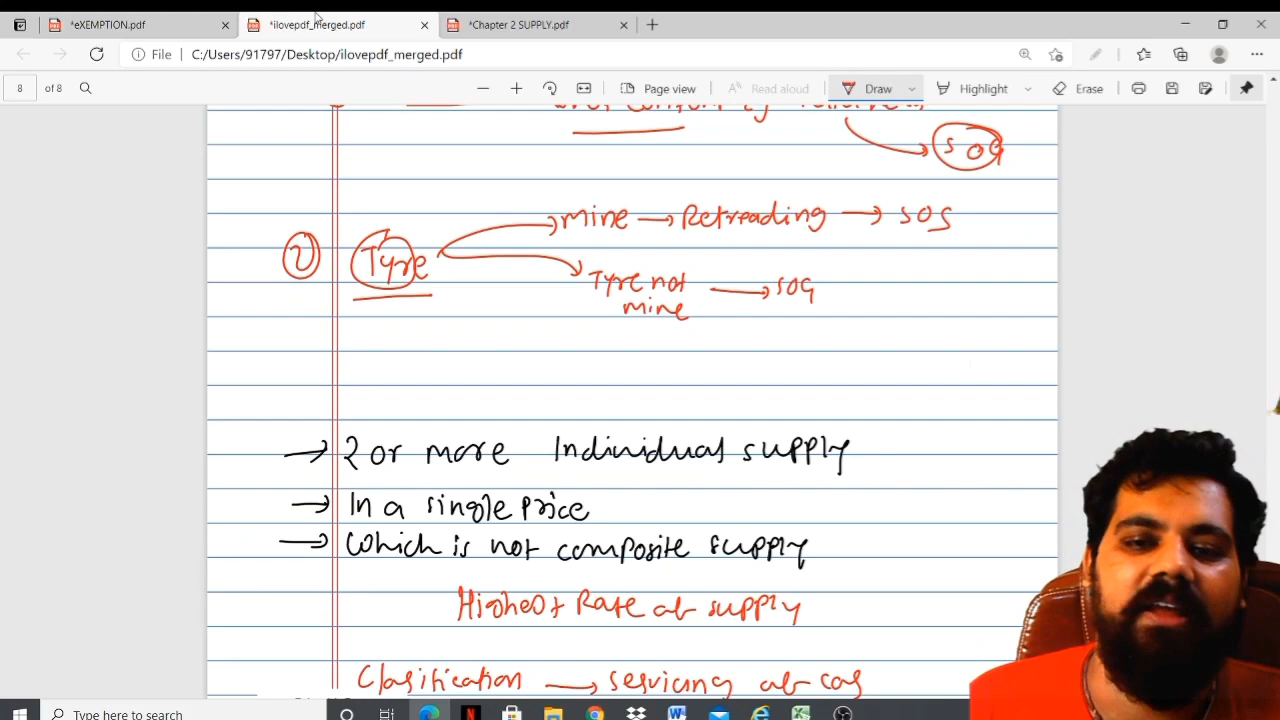 *eXEMPTION.pdf
*ilovepdf_merged.pdf
*Chapter 2 SUPPLY.pdf
File C:/Users/91797/Desktop/ilovepdf_merged.pdf
8 of 8
Page view
Read aloud
Draw
Highlight
Erase
SOG
mine → Retreading → SOS
② Tyre
Tyre not → SOG
mine
→ 2 or more Individual supply
→ In a single price
→ Which is not composite supply
Highest Rate of supply
Clasification → servicing of car
Type here to search